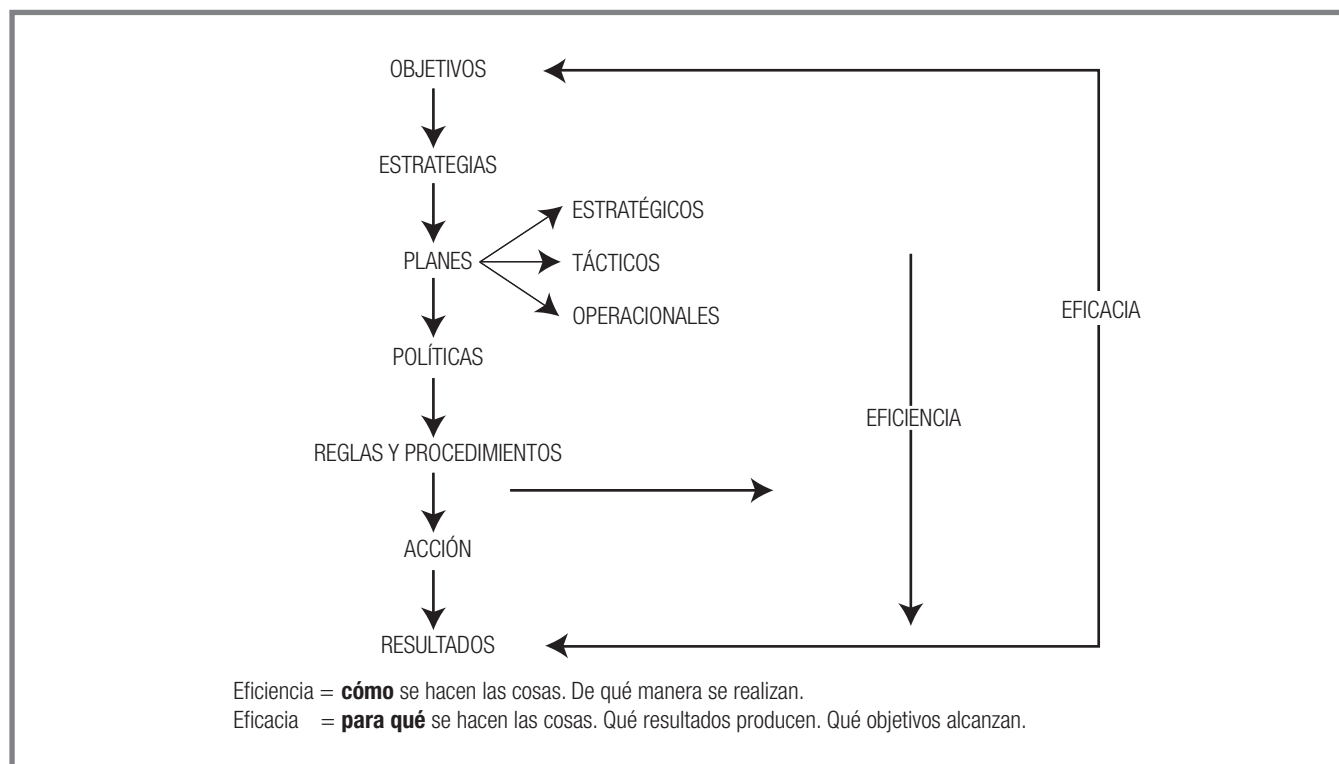 OBJETIVOS
ESTRATEGIAS
ESTRATÉGICOS
PLANES
TÁCTICOS
OPERACIONALES
EFICACIA
POLÍTICAS
EFICIENCIA
REGLAS Y PROCEDIMIENTOS
ACCIÓN
RESULTADOS
Eficiencia = cómo se hacen las cosas. De qué manera se realizan.
Eficacia = para qué se hacen las cosas. Qué resultados producen. Qué objetivos alcanzan.